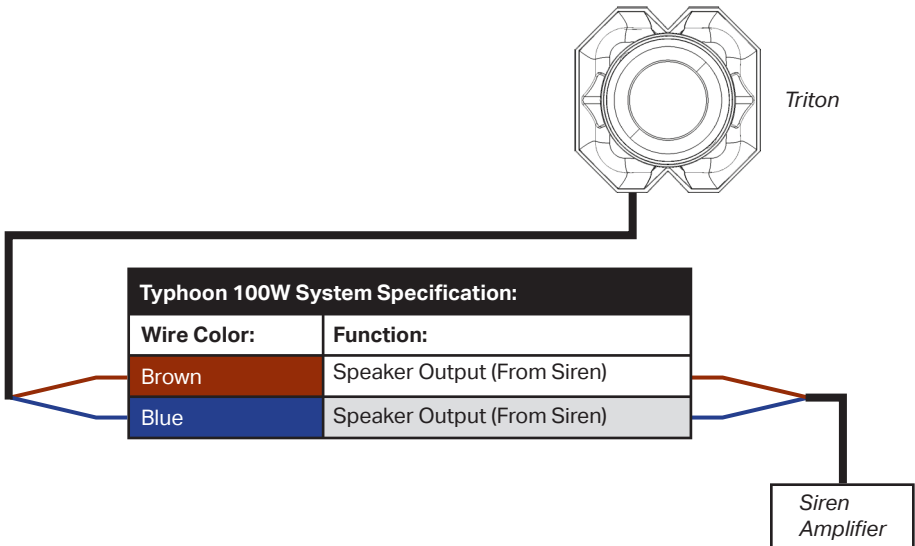 Triton
Typhoon 100W System Specification:
Wire Color: Function:
Brown Speaker Output (From Siren)
Blue Speaker Output (From Siren)
Siren
Amplifier